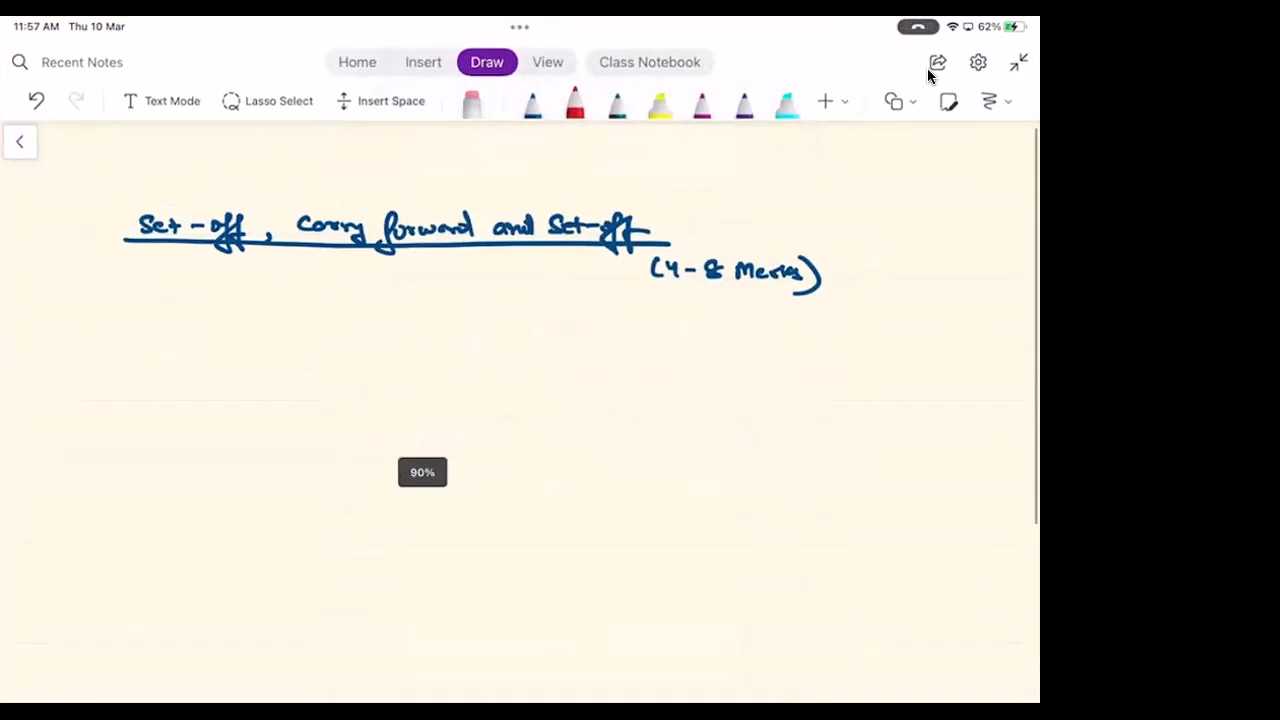 11:57 AM Thu 10 Mar 62%
Recent Notes Home Insert Draw View Class Notebook
Text Mode Lasso Select Insert Space
Set-off, Carry forward and Set-off
(4-8 Marks)
90%